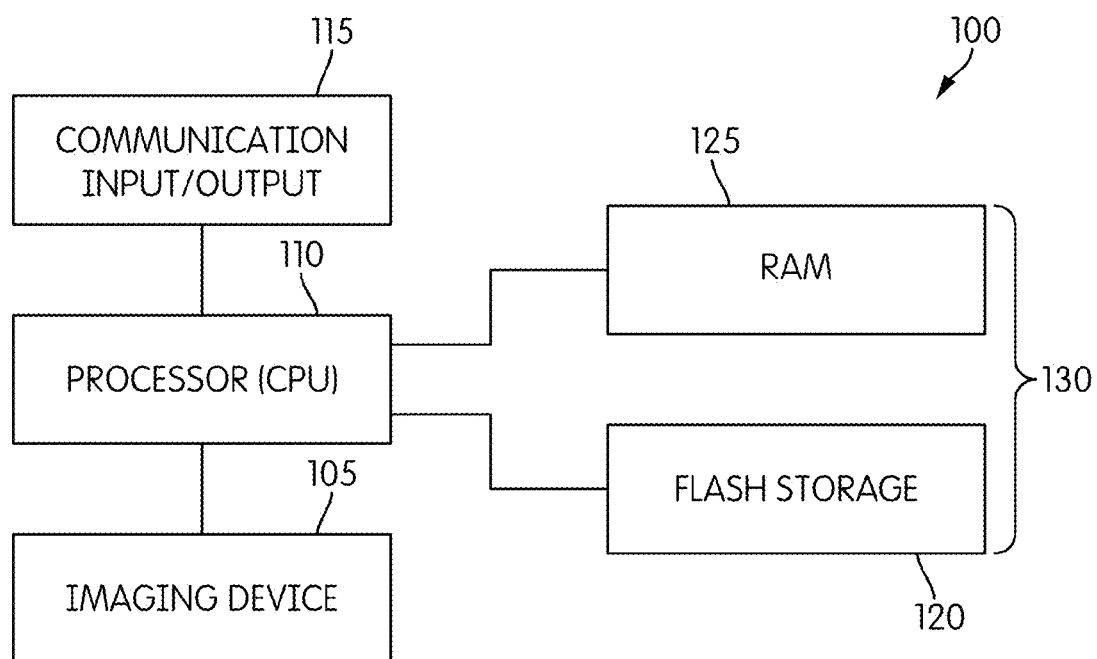 115
100
COMMUNICATION
INPUT/OUTPUT
125
110
RAM
PROCESSOR (CPU)
130
105
FLASH STORAGE
IMAGING DEVICE
120